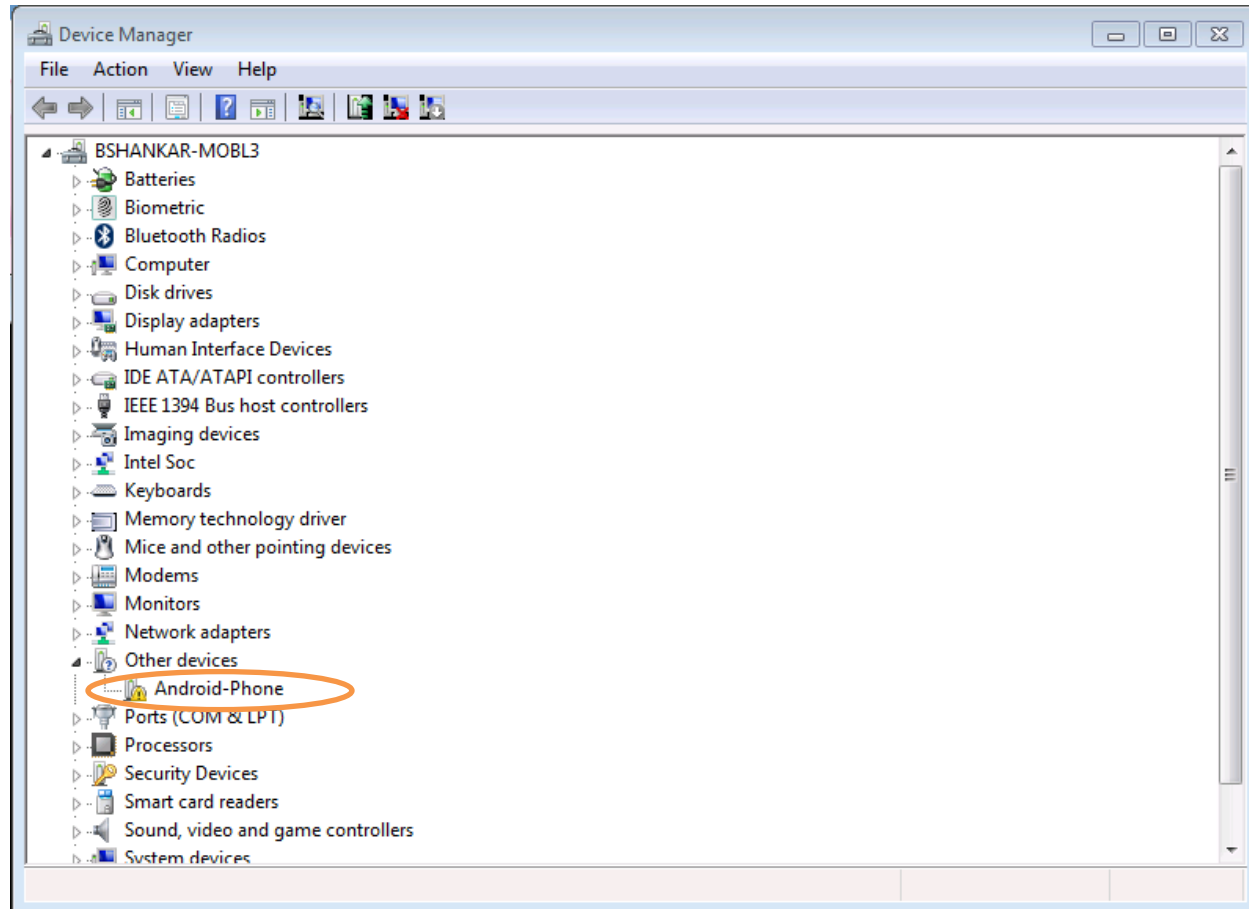 Device Manager
File Action View Help
BSHANKAR-MOBL3
Batteries
Biometric
Bluetooth Radios
Computer
Disk drives
Display adapters
Human Interface Devices
IDE ATA/ATAPI controllers
IEEE 1394 Bus host controllers
Imaging devices
Intel Soc
Keyboards
Memory technology driver
Mice and other pointing devices
Modems
Monitors
Network adapters
Other devices
Android-Phone
Ports (COM & LPT)
Processors
Security Devices
Smart card readers
Sound, video and game controllers
System devices